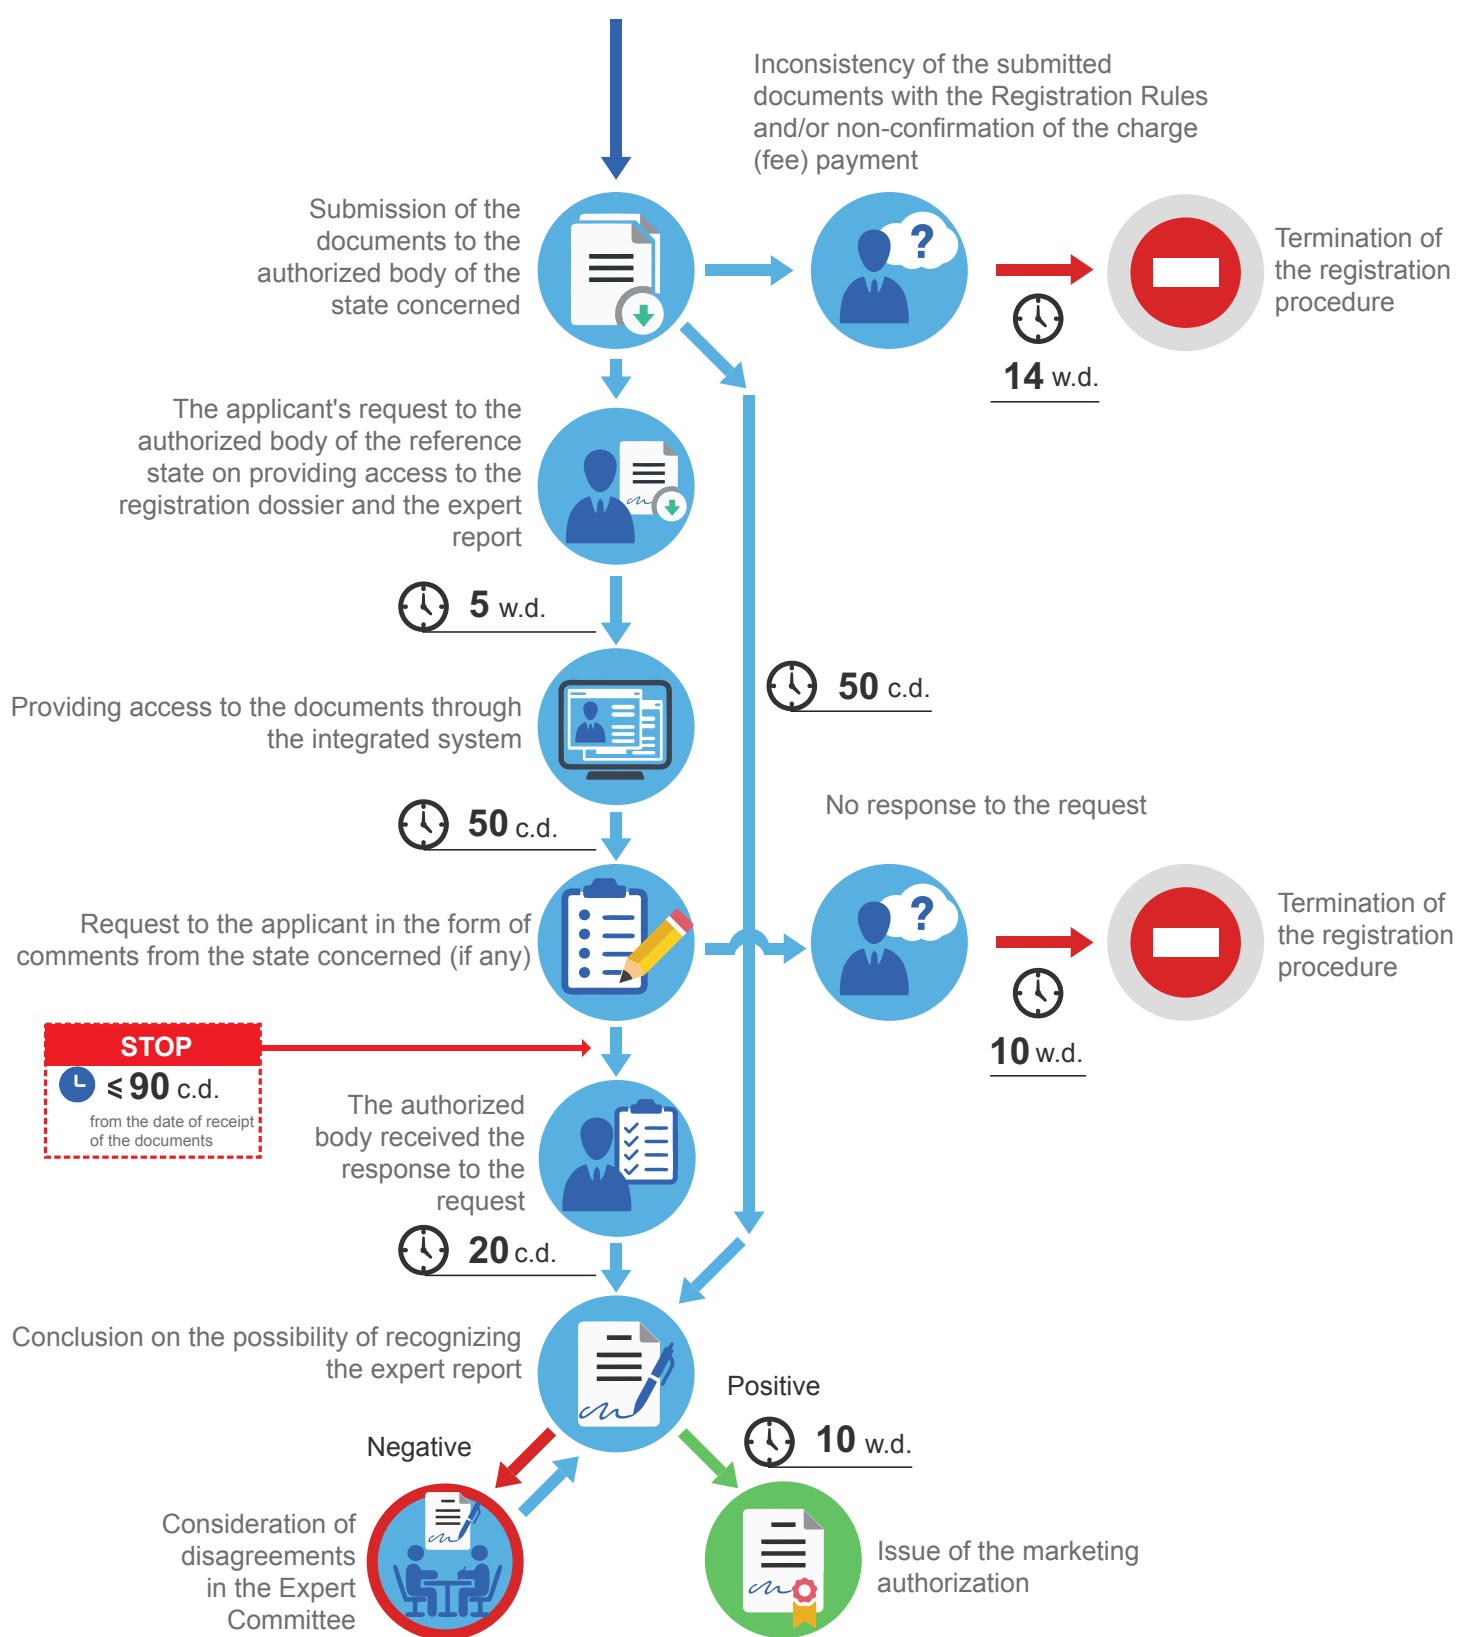 Inconsistency of the submitted
documents with the Registration Rules
and/or non-confirmation of the charge
(fee) payment
Submission of the
documents to the
authorized body of the
state concerned
?
Termination of
the registration
procedure
14 w.d.
The applicant's request to the
authorized body of the reference
state on providing access to the
registration dossier and the expert
report
5 w.d.
50 c.d.
Providing access to the documents through
the integrated system
50 c.d.
No response to the request
Request to the applicant in the form of
comments from the state concerned (if any)
?
Termination of
the registration
procedure
10 w.d.
STOP
⩽ 90 c.d.
from the date of receipt
of the documents
The authorized
body received the
response to the
request
20 c.d.
Conclusion on the possibility of recognizing
the expert report
Positive
10 w.d.
Negative
Consideration of
disagreements
in the Expert
Committee
Issue of the marketing
authorization